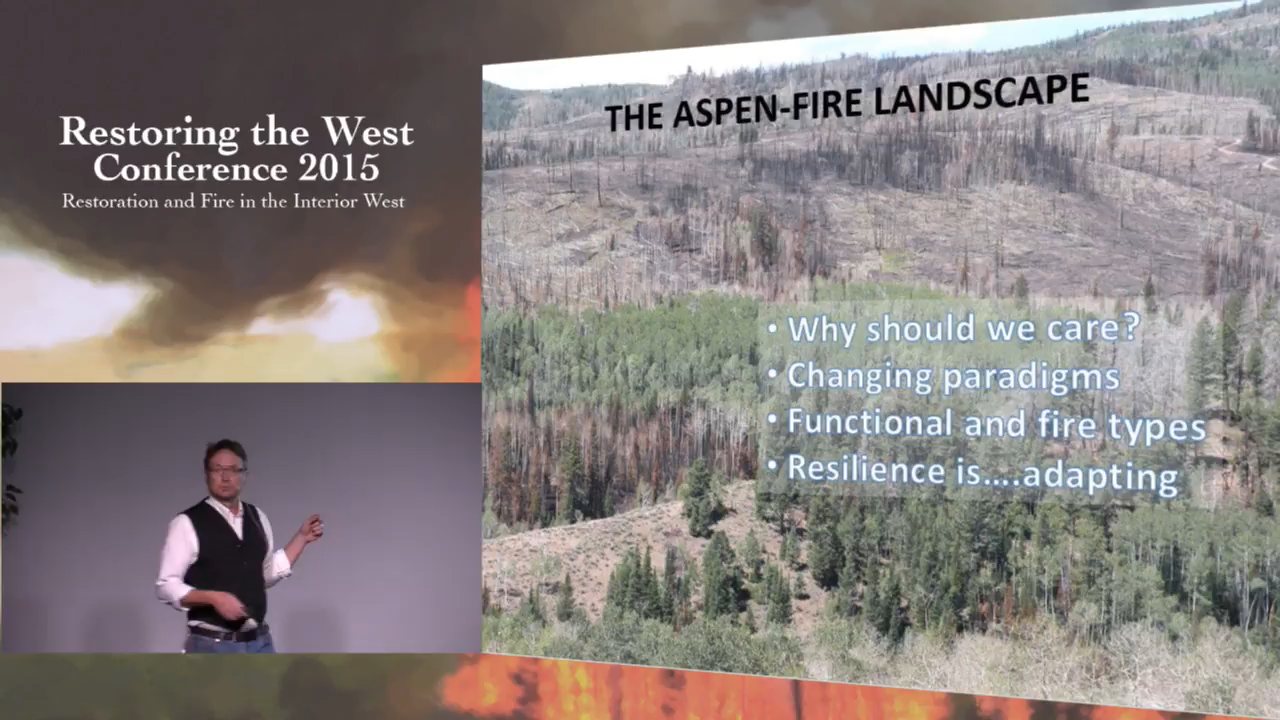 Restoring the West
Conference 2015
Restoration and Fire in the Interior West
THE ASPEN-FIRE LANDSCAPE
• Why should we care?
• Changing paradigms
• Functional and fire types
• Resilience is....adapting